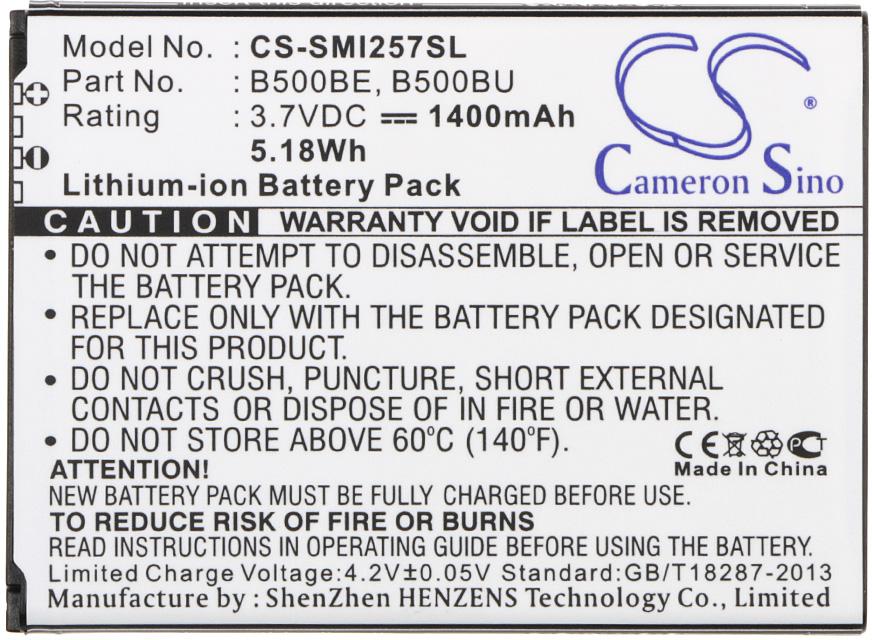 Insert this side
Model No. : CS-SMI257SL
Part No. : B500BE, B500BU
Rating : 3.7VDC ⎓ 1400mAh
5.18Wh
Lithium-ion Battery Pack
CS ®
Cameron Sino
CAUTION WARRANTY VOID IF LABEL IS REMOVED
• DO NOT ATTEMPT TO DISASSEMBLE, OPEN OR SERVICE
THE BATTERY PACK.
• REPLACE ONLY WITH THE BATTERY PACK DESIGNATED
FOR THIS PRODUCT.
• DO NOT CRUSH, PUNCTURE, SHORT EXTERNAL
CONTACTS OR DISPOSE OF IN FIRE OR WATER.
• DO NOT STORE ABOVE 60°C (140°F).
CE PCT
Made In China
ATTENTION!
NEW BATTERY PACK MUST BE FULLY CHARGED BEFORE USE.
TO REDUCE RISK OF FIRE OR BURNS
READ INSTRUCTIONS IN OPERATING GUIDE BEFORE USING THE BATTERY.
Limited Charge Voltage:4.2V±0.05V Standard:GB/T18287-2013
Manufacture by : ShenZhen HENZENS Technology Co., Limited